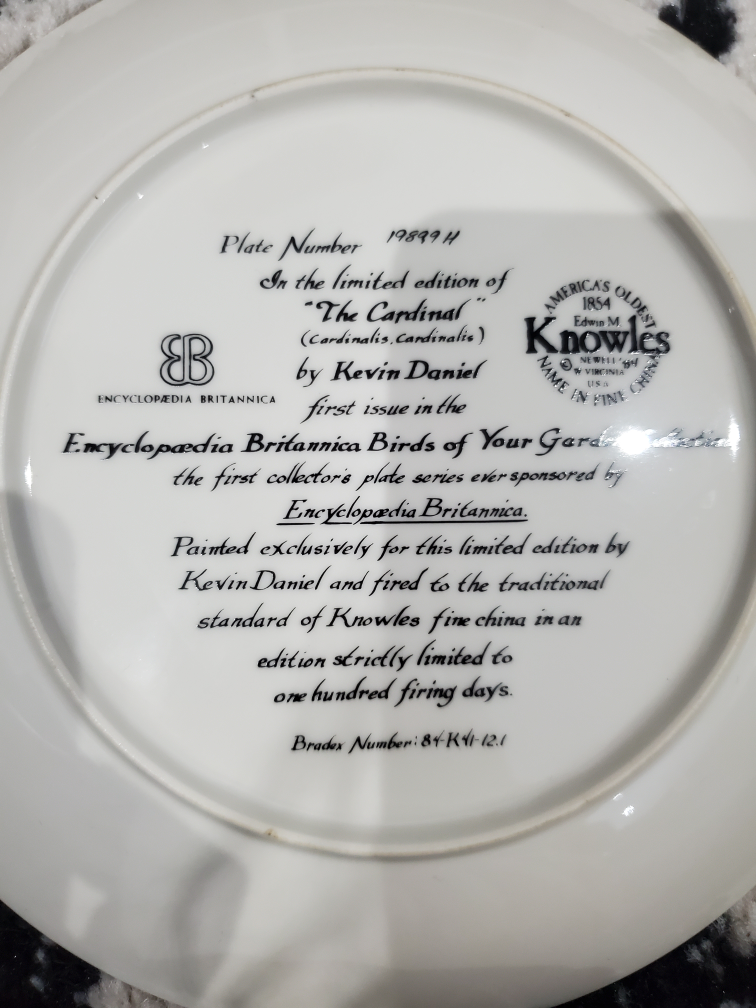 Plate Number 19899H
In the limited edition of
"The Cardinal"
(Cardinalis, Cardinalis)
by Kevin Daniel
first issue in the
Encyclopædia Britannica Birds of Your
the first collector's plate series ever sponsored by
Encyclopædia Britannica.
Painted exclusively for this limited edition by
Kevin Daniel and fired to the traditional
standard of Knowles fine china in an
edition strictly limited to
one hundred firing days.
Bradex Number: 84-K41-12.1
ENCYCLOPÆDIA BRITANNICA
AMERICA'S OLDEST
1854
Edwin M.
Knowles
© NEWELL '84
W VIRGINIA
U.S.A
NAME IN FINE CHINA